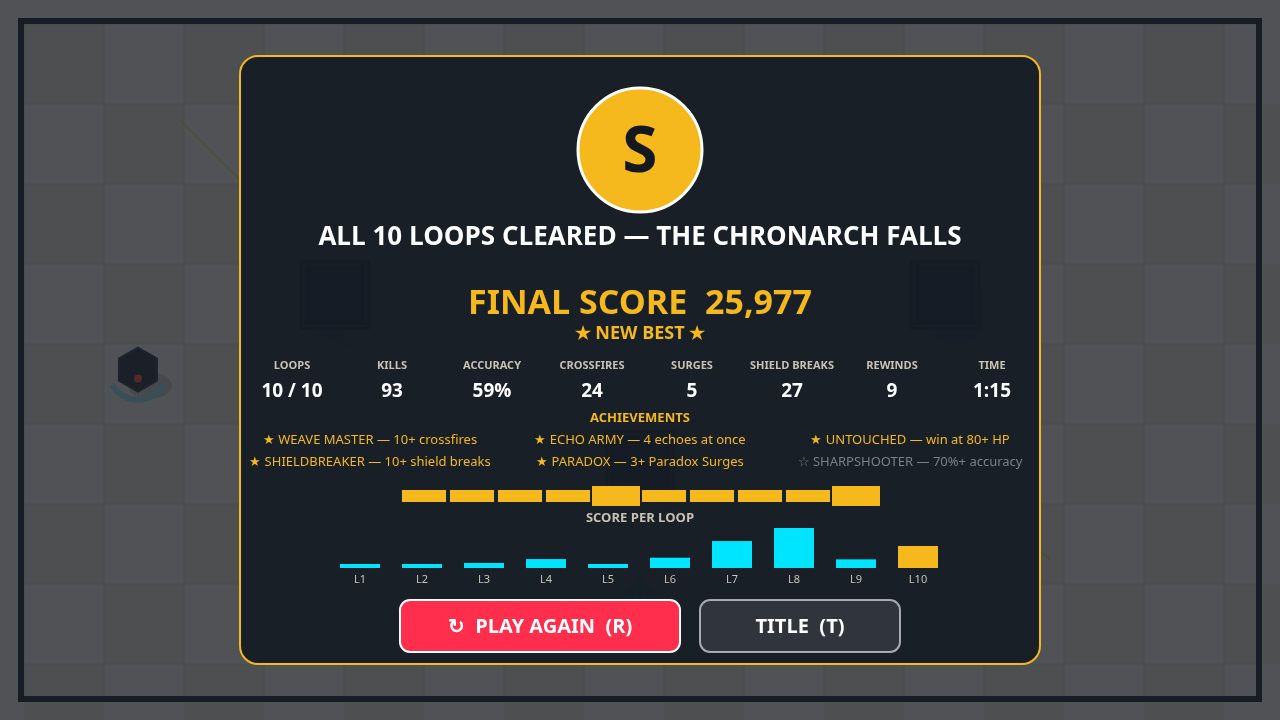 S
ALL 10 LOOPS CLEARED — THE CHRONARCH FALLS
FINAL SCORE 25,977
★ NEW BEST ★
LOOPS KILLS ACCURACY CROSSFIRES SURGES SHIELD BREAKS REWINDS TIME
10 / 10 93 59% 24 5 27 9 1:15
ACHIEVEMENTS
★ WEAVE MASTER — 10+ crossfires ★ ECHO ARMY — 4 echoes at once ★ UNTOUCHED — win at 80+ HP
★ SHIELDBREAKER — 10+ shield breaks ★ PARADOX — 3+ Paradox Surges ☆ SHARPSHOOTER — 70%+ accuracy
SCORE PER LOOP
L1 L2 L3 L4 L5 L6 L7 L8 L9 L10
↻ PLAY AGAIN (R) TITLE (T)